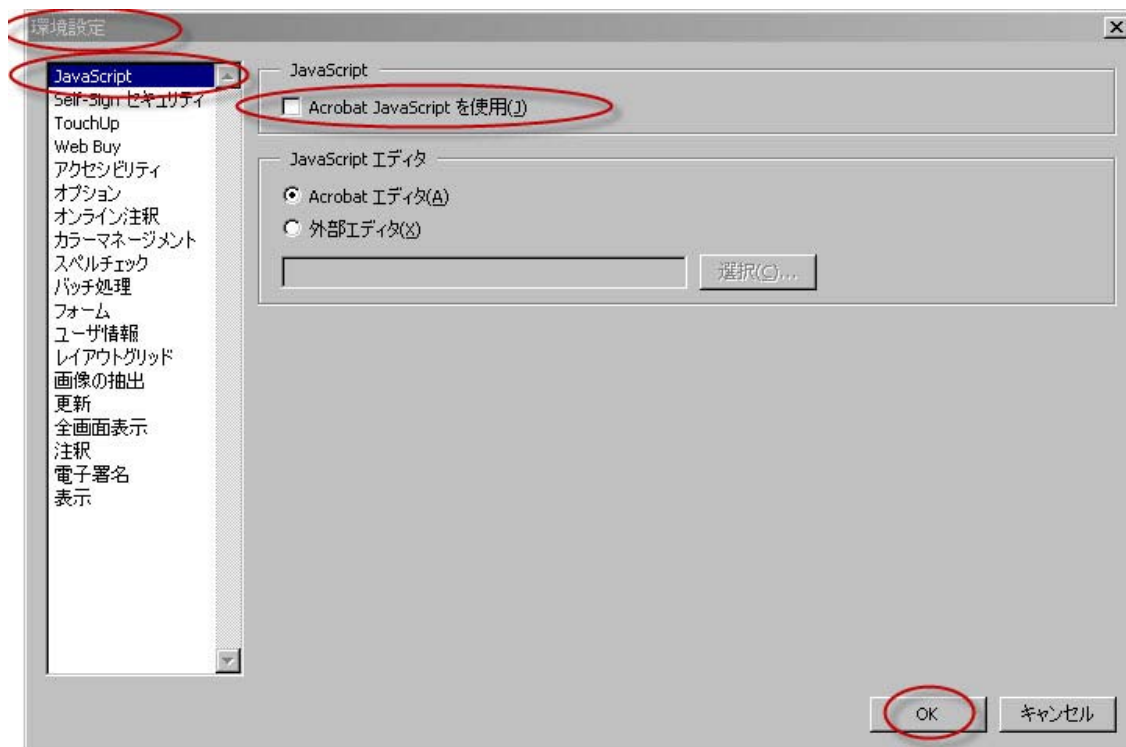 環境設定
JavaScript
Self-Sign セキュリティ
TouchUp
Web Buy
アクセシビリティ
オプション
オンライン注釈
カラーマネージメント
スペルチェック
バッチ処理
フォーム
ユーザ情報
レイアウトグリッド
画像の抽出
更新
全画面表示
注釈
電子署名
表示
JavaScript
Acrobat JavaScript を使用(J)
JavaScript エディタ
Acrobat エディタ(A)
外部エディタ(X)
選択(C)...
OK
キャンセル